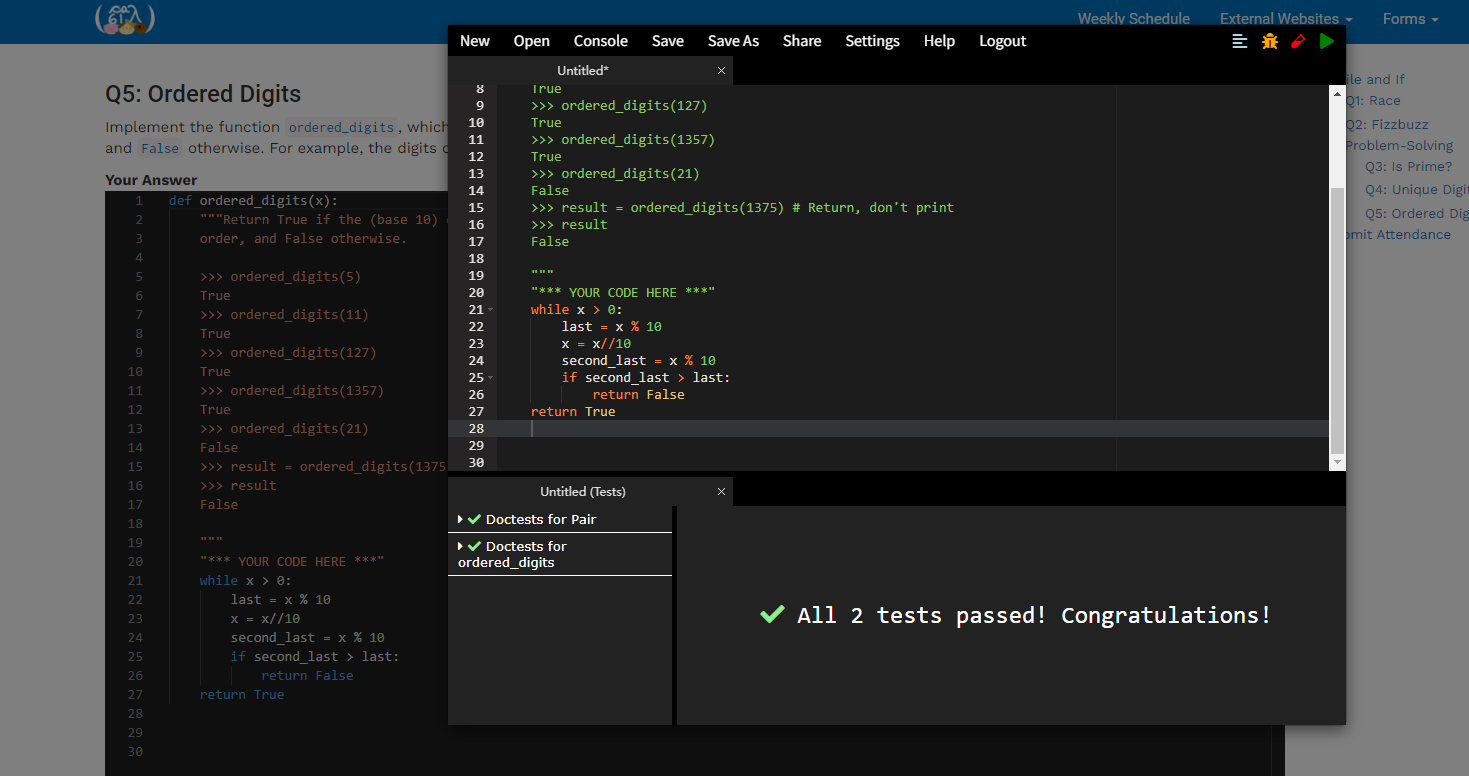 Weekly Schedule External Websites Forms
Q5: Ordered Digits
Implement the function ordered_digits, which
and False otherwise. For example, the digits
Your Answer
1 def ordered_digits(x):
2 """Return True if the (base 10)
3 order, and False otherwise.
4
5 >>> ordered_digits(5)
6 True
7 >>> ordered_digits(11)
8 True
9 >>> ordered_digits(127)
10 True
11 >>> ordered_digits(1357)
12 True
13 >>> ordered_digits(21)
14 False
15 >>> result = ordered_digits(1375
16 >>> result
17 False
18
19 """
20 "*** YOUR CODE HERE ***"
21 while x > 0:
22 last = x % 10
23 x = x//10
24 second_last = x % 10
25 if second_last > last:
26 return False
27 return True
28
29
30
New Open Console Save Save As Share Settings Help Logout
Untitled*
8 True
9 >>> ordered_digits(127)
10 True
11 >>> ordered_digits(1357)
12 True
13 >>> ordered_digits(21)
14 False
15 >>> result = ordered_digits(1375) # Return, don't print
16 >>> result
17 False
18
19 """
20 "*** YOUR CODE HERE ***"
21 while x > 0:
22 last = x % 10
23 x = x//10
24 second_last = x % 10
25 if second_last > last:
26 return False
27 return True
28
29
30
Untitled (Tests)
Doctests for Pair
Doctests for
ordered_digits
All 2 tests passed! Congratulations!
ile and If
Q1: Race
Q2: Fizzbuzz
Problem-Solving
Q3: Is Prime?
Q4: Unique Digit
Q5: Ordered Dig
bmit Attendance